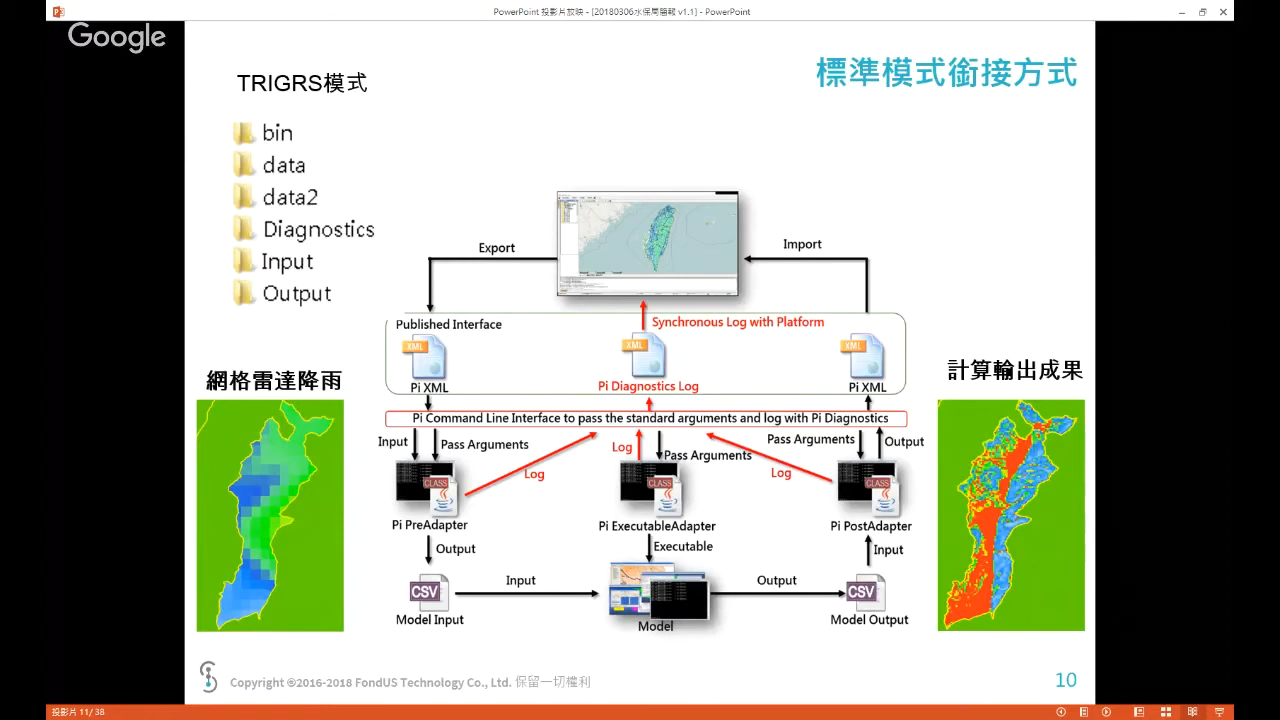 PowerPoint 投影片放映 - [20180306水保局簡報 v1.1] - PowerPoint
Google
標準模式銜接方式
TRIGRS模式
bin
data
data2
Diagnostics
Input
Output
Export
Import
Published Interface
Synchronous Log with Platform
XML
XML
XML
Pi XML
Pi Diagnostics Log
Pi XML
網格雷達降雨
計算輸出成果
Pi Command Line Interface to pass the standard arguments and log with Pi Diagnostics
Input
Pass Arguments
Log
Log
Pass Arguments
Log
Pass Arguments
Output
CLASS
CLASS
CLASS
Pi PreAdapter
Pi ExecutableAdapter
Pi PostAdapter
Output
Executable
Input
CSV
Input
Output
CSV
Model Input
Model
Model Output
Copyright ©2016-2018 FondUS Technology Co., Ltd. 保留一切權利
10
投影片 11/38